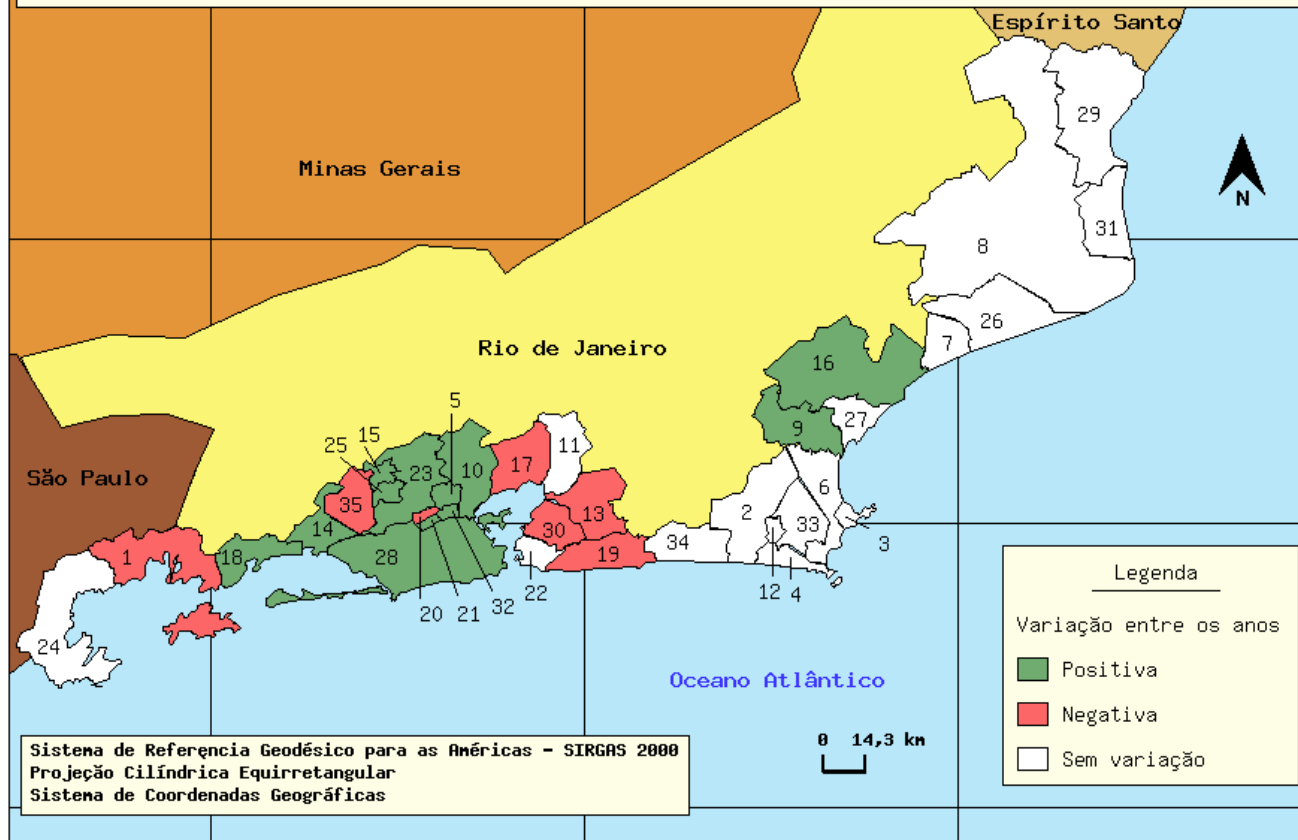 Espírito Santo
29
Minas Gerais
N
31
8
26
7
Rio de Janeiro
16
5
27
15
9
25
11
23
10
17
São Paulo
6
35
13
2
14
30
33
1
18
28
19
34
3
22
12
4
20
21
32
24
Legenda
Variação entre os anos
Positiva
Negativa
Sem variação
Oceano Atlântico
0 14,3 km
Sistema de Referençia Geodésico para as Américas - SIRGAS 2000
Projeção Cilíndrica Equirretangular
Sistema de Coordenadas Geográficas